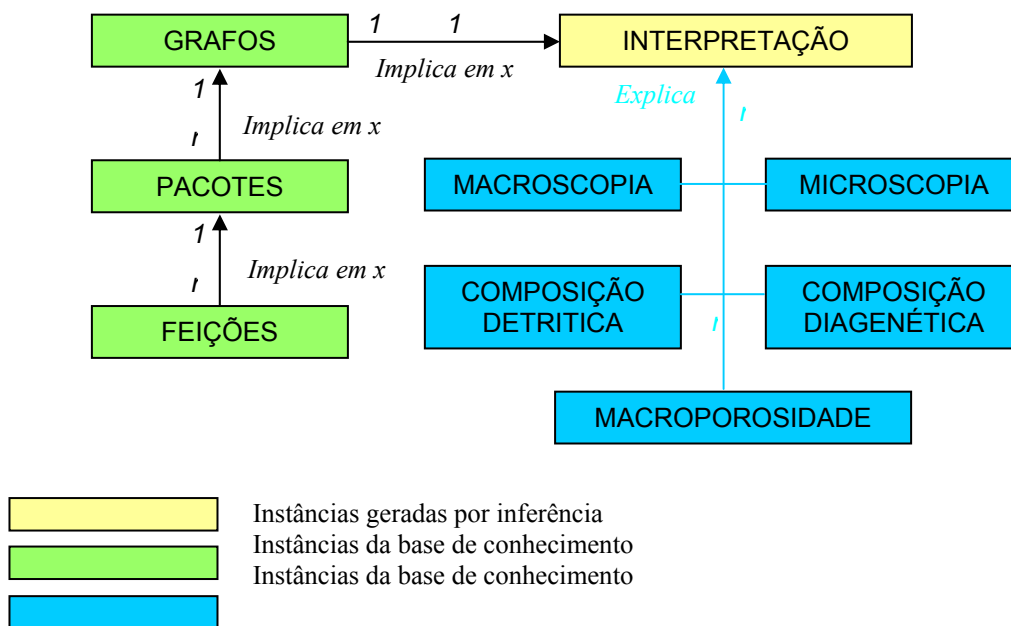 GRAFOS
1 1
Implica em x
INTERPRETAÇÃO
1
Implica em x
Explica
PACOTES
MACROSCOPIA
MICROSCOPIA
1
Implica em x
FEIÇÕES
COMPOSIÇÃO
DETRITICA
COMPOSIÇÃO
DIAGENÉTICA
MACROPOROSIDADE
Instâncias geradas por inferência
Instâncias da base de conhecimento
Instâncias da base de conhecimento